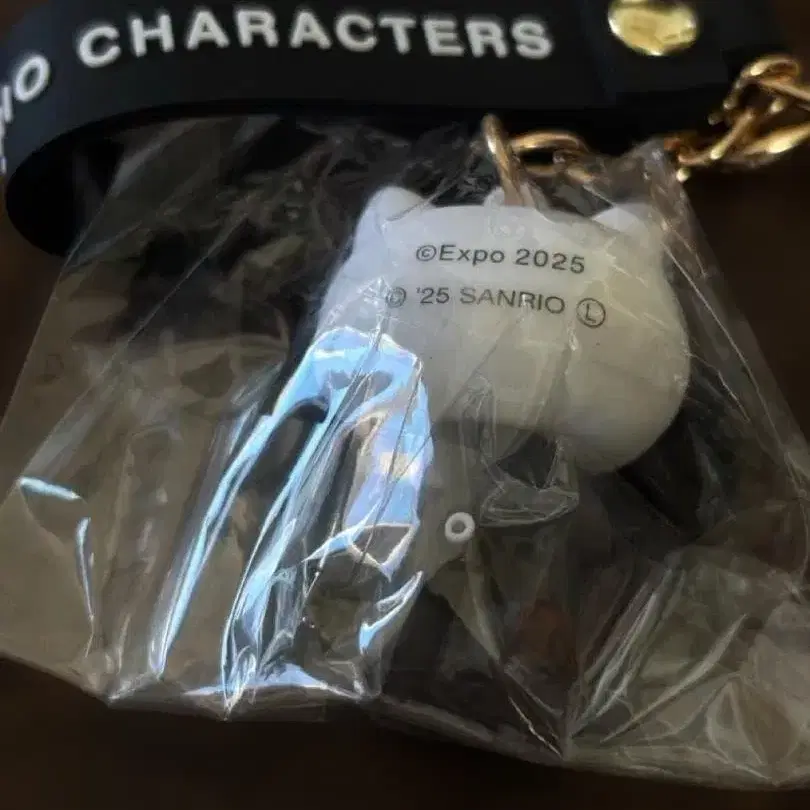 IO CHARACTERS
©Expo 2025
© '25 SANRIO Ⓛ